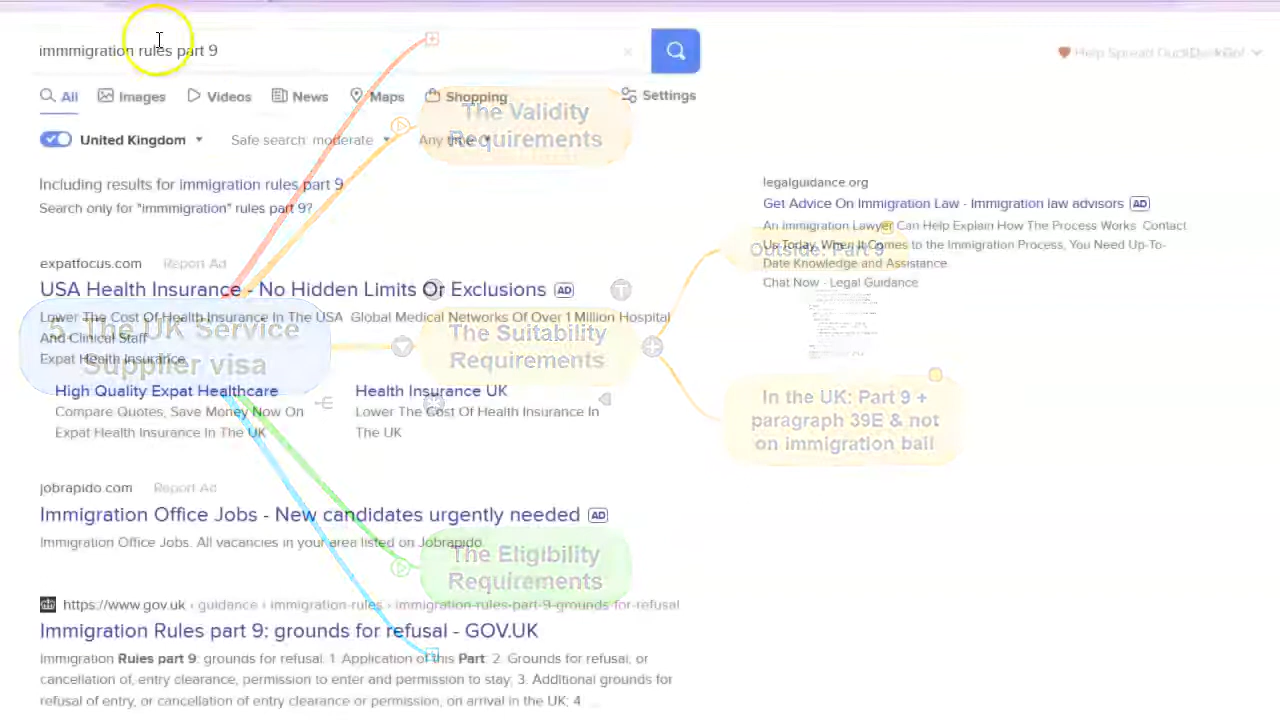 immmigration rules part 9
Help Spread DuckDuckGo!
All Images Videos News Maps Shopping Settings
United Kingdom Safe search: moderate Any time
Including results for immigration rules part 9
Search only for "immmigration" rules part 9?
expatfocus.com Report Ad
USA Health Insurance - No Hidden Limits Or Exclusions AD
Lower The Cost Of Health Insurance In The USA Global Medical Networks Of Over 1 Million Hospital
And Clinical Staff
Expat Health Insurance
High Quality Expat Healthcare
Compare Quotes, Save Money Now On
Expat Health Insurance In The UK
Health Insurance UK
Lower The Cost Of Health Insurance In
The UK
jobrapido.com Report Ad
Immigration Office Jobs - New candidates urgently needed AD
Immigration Office Jobs. All vacancies in your area listed on Jobrapido.
https://www.gov.uk › guidance › immigration-rules › immigration-rules-part-9-grounds-for-refusal
Immigration Rules part 9: grounds for refusal - GOV.UK
Immigration Rules part 9: grounds for refusal. 1. Application of this Part: 2. Grounds for refusal, or
cancellation of, entry clearance, permission to enter and permission to stay; 3. Additional grounds for
refusal of entry, or cancellation of entry clearance or permission, on arrival in the UK; 4
legalguidance.org
Get Advice On Immigration Law - Immigration law advisors AD
An Immigration Lawyer Can Help Explain How The Process Works Contact
Us Today. When It Comes to the Immigration Process, You Need Up-To-
Date Knowledge and Assistance
Chat Now - Legal Guidance
5. The UK Service
Supplier visa
The Validity
Requirements
The Suitability
Requirements
Outside: Part 9
In the UK: Part 9 +
paragraph 39E & not
on immigration bail
The Eligibility
Requirements